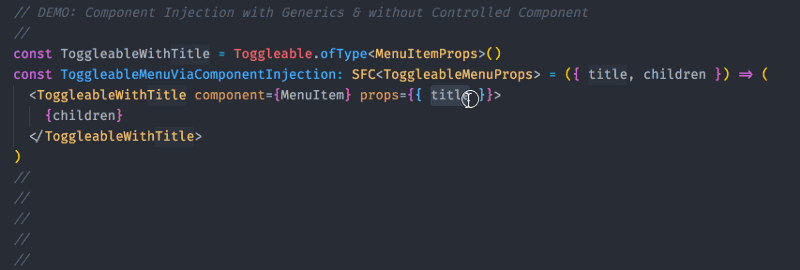 // DEMO: Component Injection with Generics & without Controlled Component
//
const ToggleableWithTitle = Toggleable.ofType<MenuItemProps>()
const ToggleableMenuViaComponentInjection: SFC<ToggleableMenuProps> = ({ title, children }) => (
<ToggleableWithTitle component={MenuItem} props={{ title }}>
{children}
</ToggleableWithTitle>
)
//
//
//
//
//